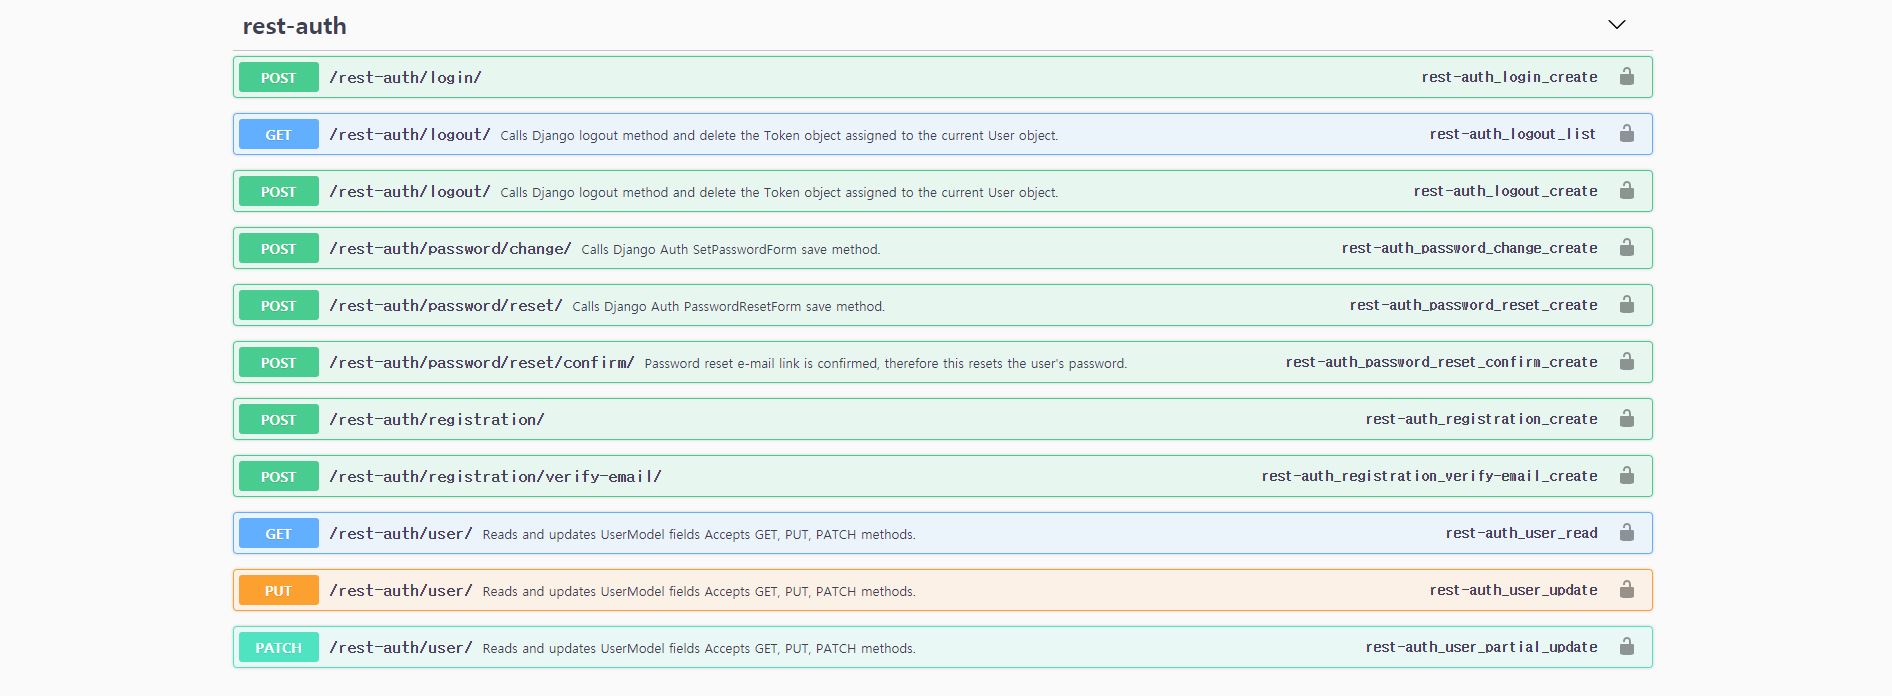 rest-auth
POST /rest-auth/login/ rest-auth_login_create
GET /rest-auth/logout/ Calls Django logout method and delete the Token object assigned to the current User object. rest-auth_logout_list
POST /rest-auth/logout/ Calls Django logout method and delete the Token object assigned to the current User object. rest-auth_logout_create
POST /rest-auth/password/change/ Calls Django Auth SetPasswordForm save method. rest-auth_password_change_create
POST /rest-auth/password/reset/ Calls Django Auth PasswordResetForm save method. rest-auth_password_reset_create
POST /rest-auth/password/reset/confirm/ Password reset e-mail link is confirmed, therefore this resets the user's password. rest-auth_password_reset_confirm_create
POST /rest-auth/registration/ rest-auth_registration_create
POST /rest-auth/registration/verify-email/ rest-auth_registration_verify-email_create
GET /rest-auth/user/ Reads and updates UserModel fields Accepts GET, PUT, PATCH methods. rest-auth_user_read
PUT /rest-auth/user/ Reads and updates UserModel fields Accepts GET, PUT, PATCH methods. rest-auth_user_update
PATCH /rest-auth/user/ Reads and updates UserModel fields Accepts GET, PUT, PATCH methods. rest-auth_user_partial_update